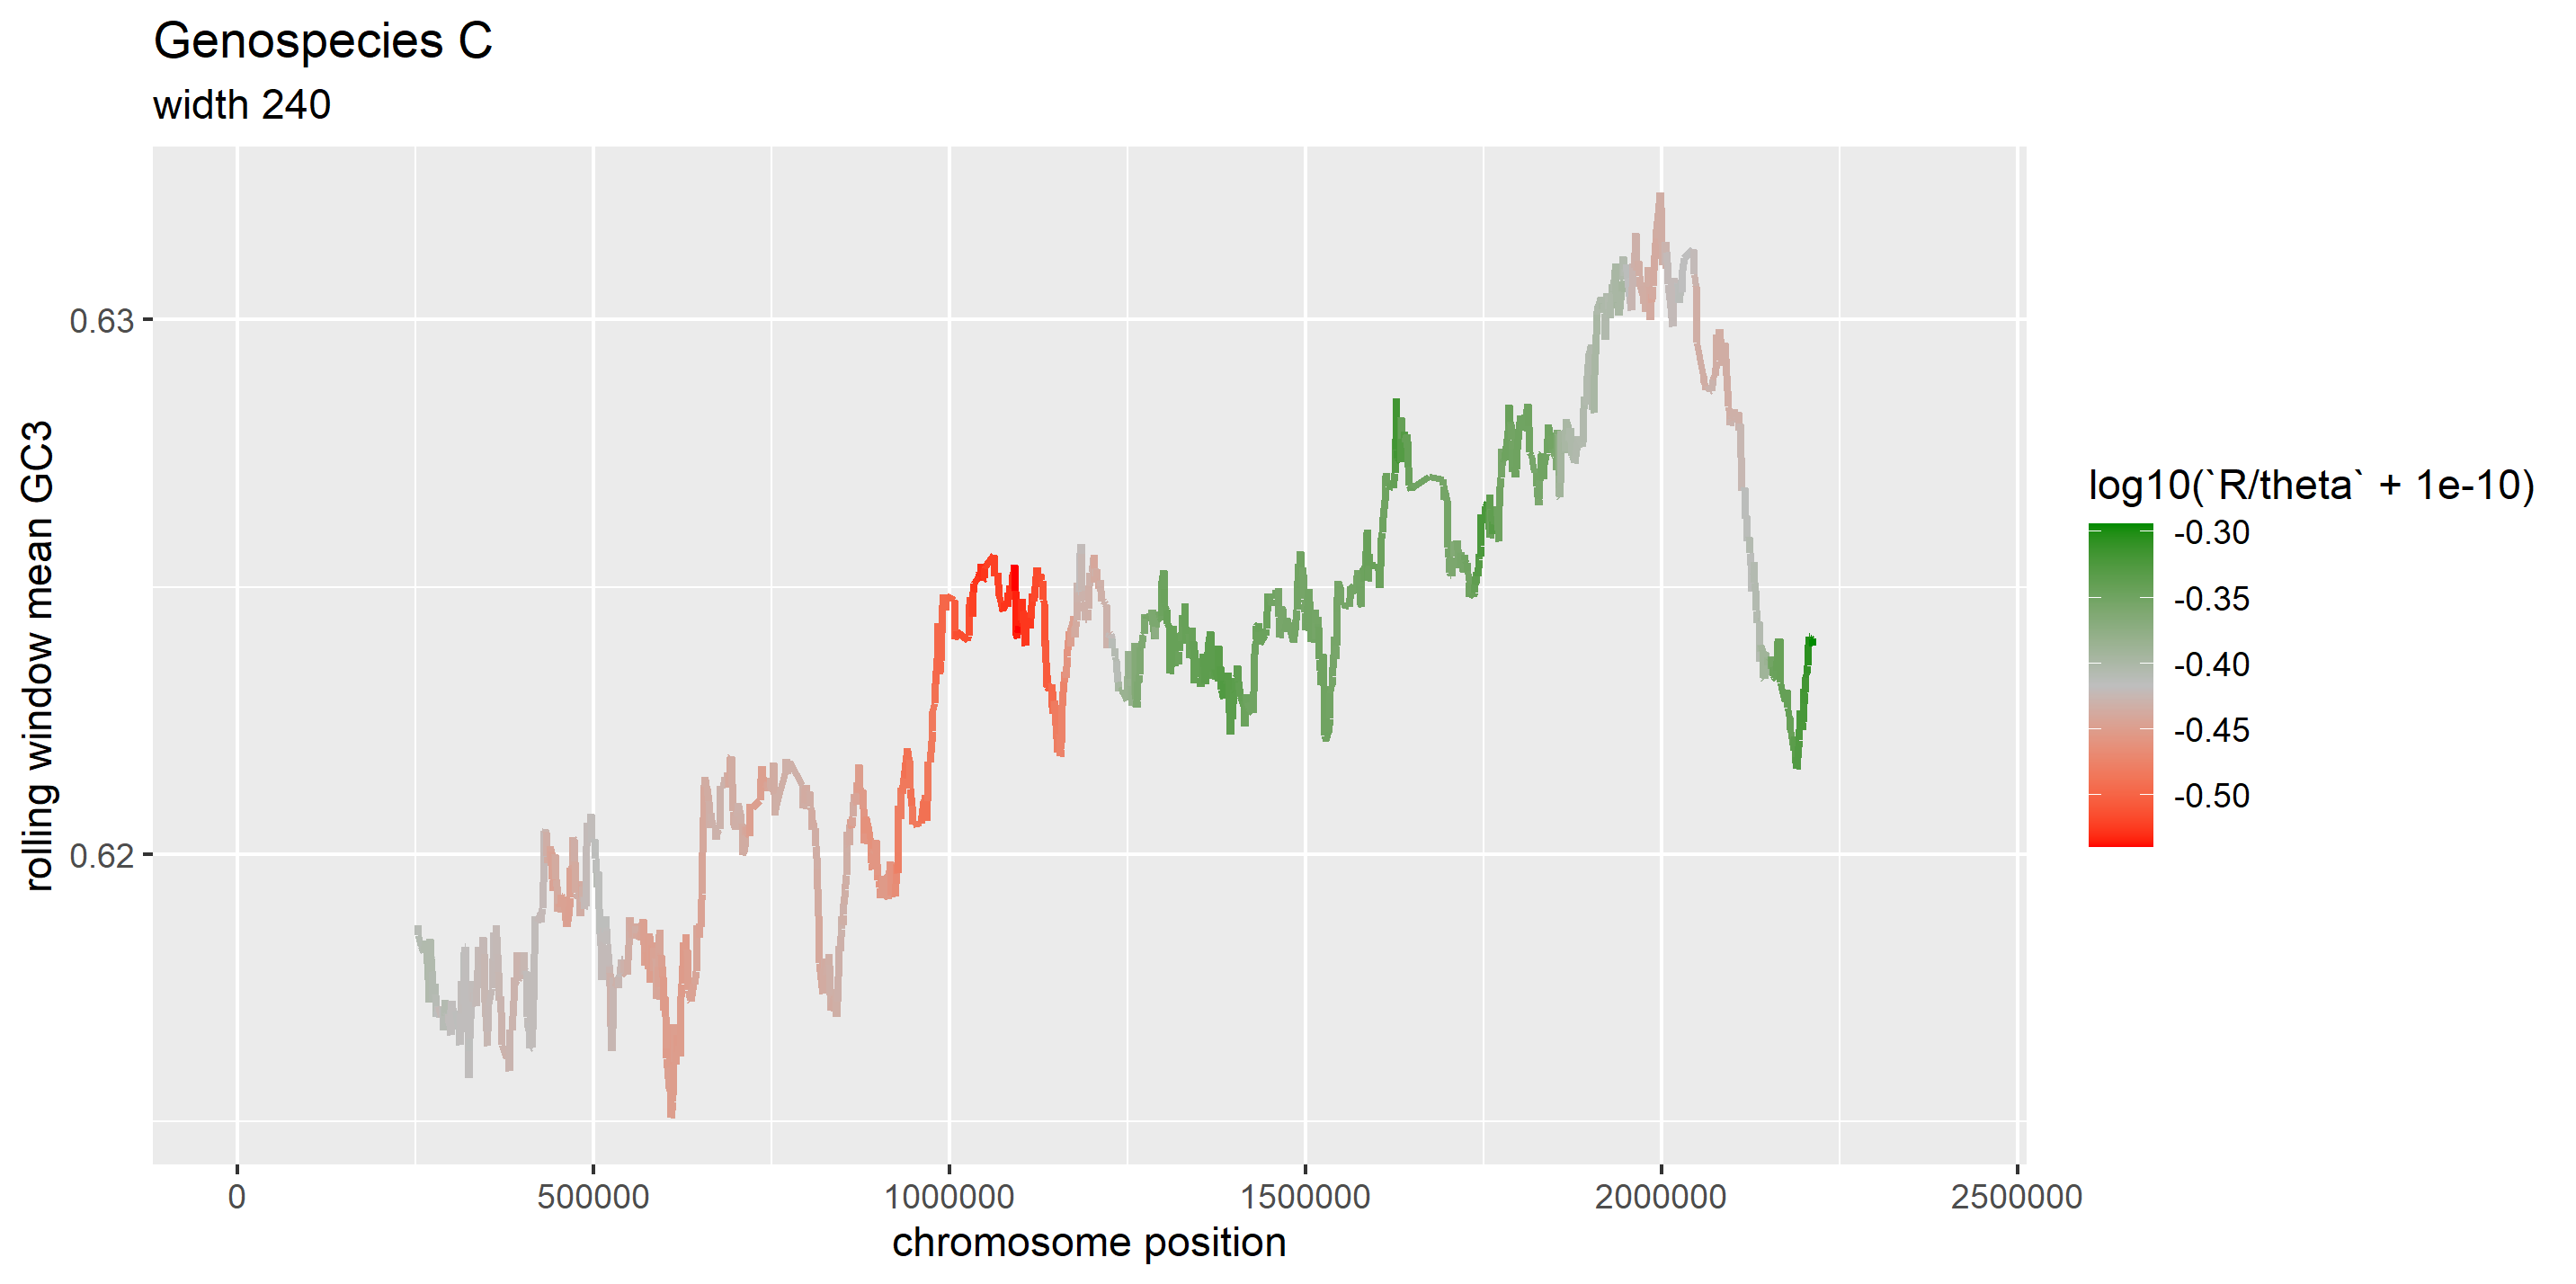 Genospecies C
width 240
rolling window mean GC3
0.63
0.62
0
500000
1000000
1500000
2000000
2500000
chromosome position
log10(`R/theta` + 1e-10)
-0.30
-0.35
-0.40
-0.45
-0.50